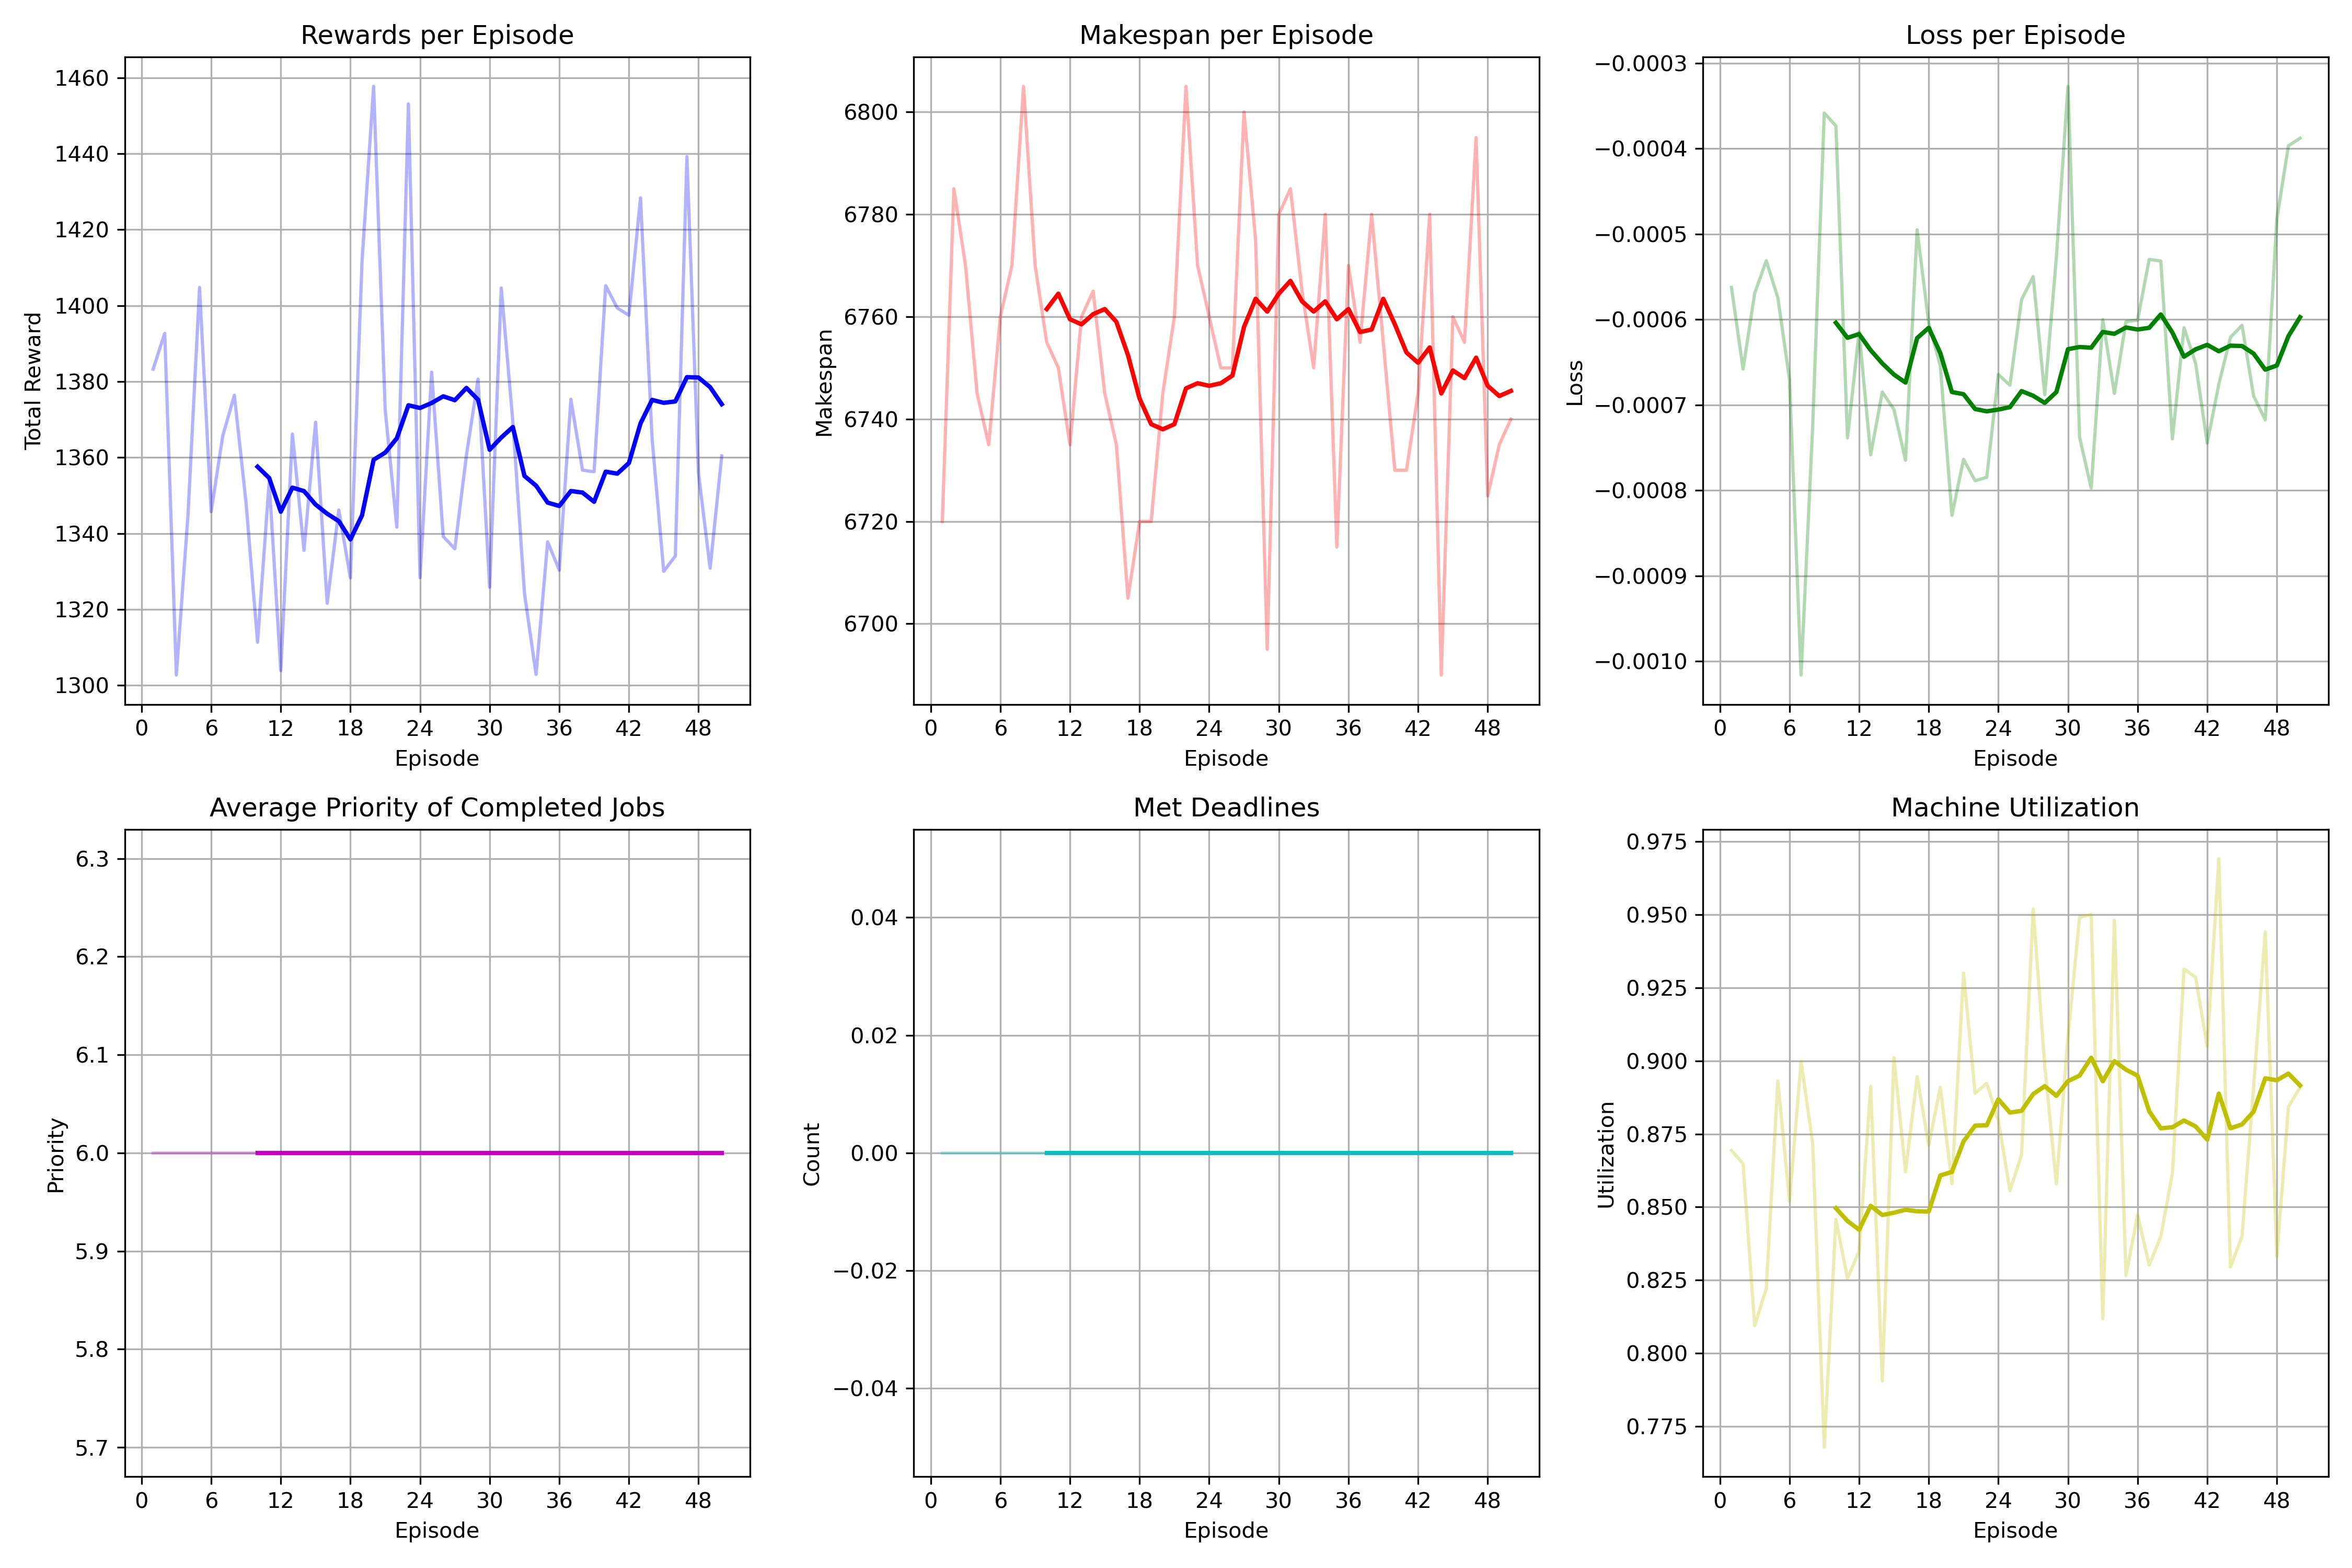 Rewards per Episode
1460
1440
1420
1400
1380
1360
1340
1320
1300
Total Reward
0 6 12 18 24 30 36 42 48
Episode
Makespan per Episode
6800
6780
6760
6740
6720
6700
Makespan
0 6 12 18 24 30 36 42 48
Episode
Loss per Episode
−0.0003
−0.0004
−0.0005
−0.0006
−0.0007
−0.0008
−0.0009
−0.0010
Loss
0 6 12 18 24 30 36 42 48
Episode
Average Priority of Completed Jobs
6.3
6.2
6.1
6.0
5.9
5.8
5.7
Priority
0 6 12 18 24 30 36 42 48
Episode
Met Deadlines
0.04
0.02
0.00
−0.02
−0.04
Count
0 6 12 18 24 30 36 42 48
Episode
Machine Utilization
0.975
0.950
0.925
0.900
0.875
0.850
0.825
0.800
0.775
Utilization
0 6 12 18 24 30 36 42 48
Episode